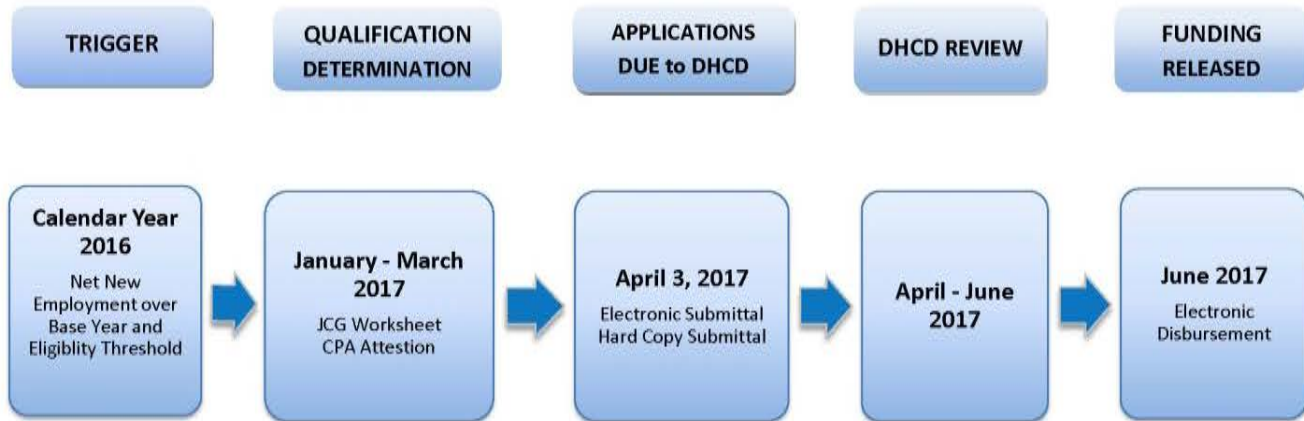 TRIGGER
QUALIFICATION
DETERMINATION
APPLICATIONS
DUE to DHCD
DHCD REVIEW
FUNDING
RELEASED
Calendar Year
2016
Net New
Employment over
Base Year and
Eligiblity Threshold
January - March
2017
JCG Worksheet
CPA Attestion
April 3, 2017
Electronic Submittal
Hard Copy Submittal
April - June
2017
June 2017
Electronic
Disbursement